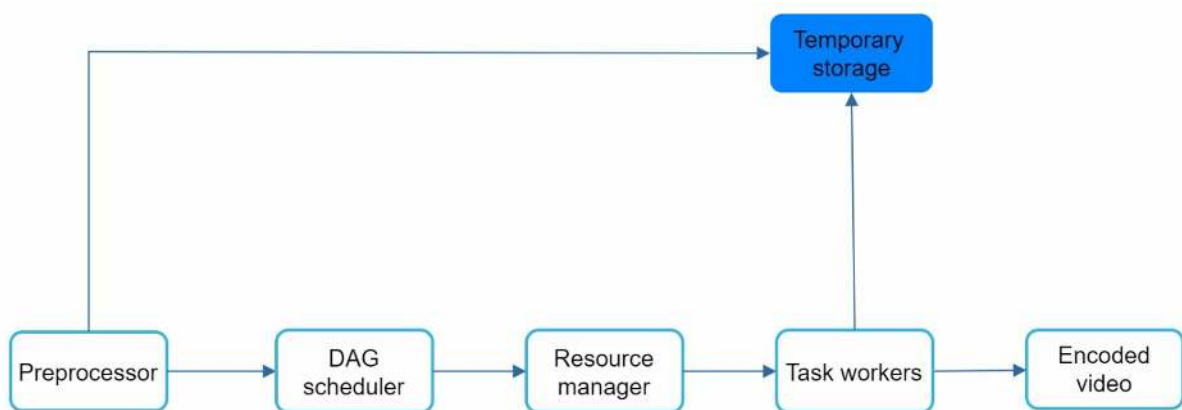 Temporary
storage
Preprocessor
DAG
scheduler
Resource
manager
Task workers
Encoded
video